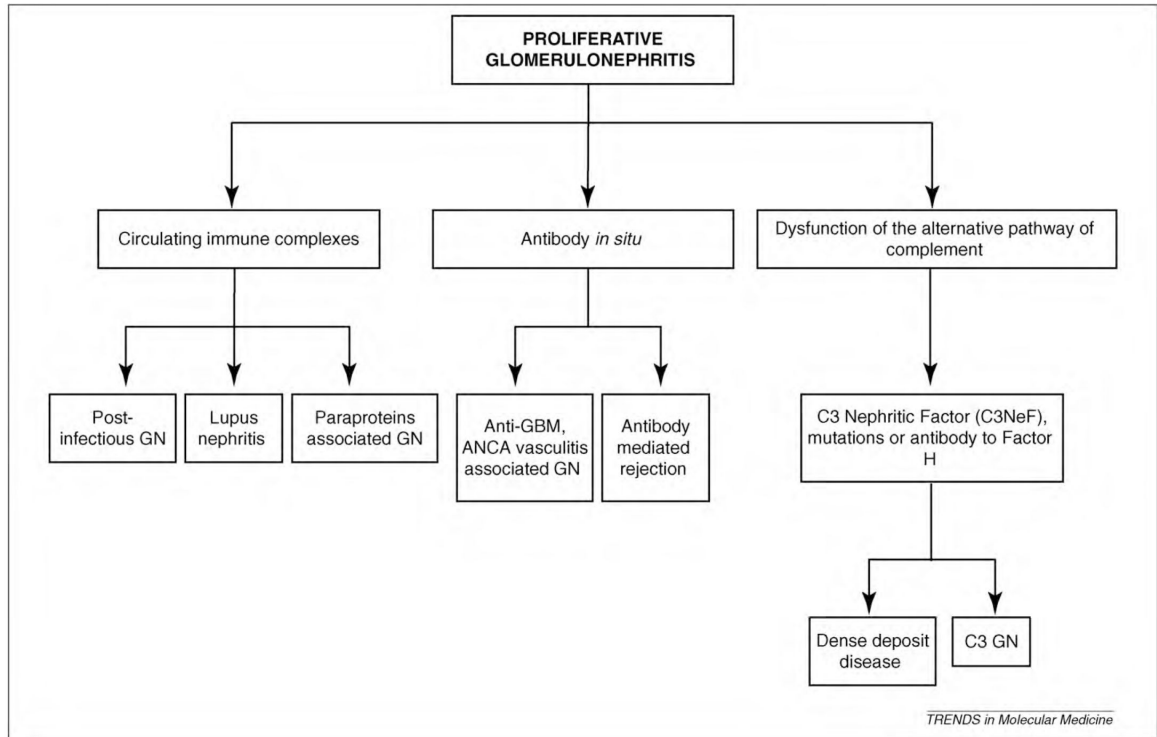 PROLIFERATIVE
GLOMERULONEPHRITIS
Circulating immune complexes
Antibody in situ
Dysfunction of the alternative pathway of
complement
Post-
infectious GN
Lupus
nephritis
Paraproteins
associated GN
Anti-GBM,
ANCA vasculitis
associated GN
Antibody
mediated
rejection
C3 Nephritic Factor (C3NeF),
mutations or antibody to Factor
H
Dense deposit
disease
C3 GN
TRENDS in Molecular Medicine